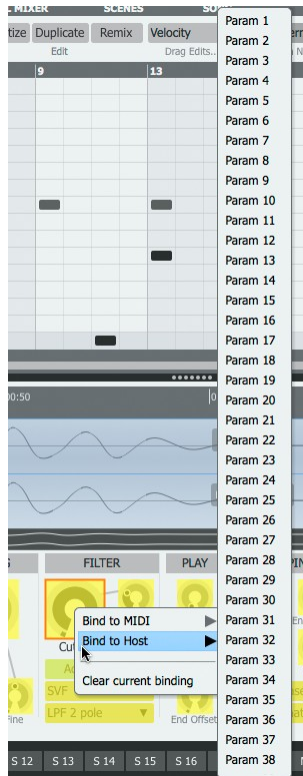 MIXER
SCENES
Duplicate
Remix
Velocity
Edit
Drag Edits..
9
13
Param 1
Param 2
Param 3
Param 4
Param 5
Param 6
Param 7
Param 8
Param 9
Param 10
Param 11
Param 12
Param 13
Param 14
Param 15
Param 16
Param 17
Param 18
Param 19
Param 20
Param 21
Param 22
Param 23
Param 24
Param 25
Param 26
Param 27
Param 28
Param 29
Param 30
Param 31
Param 32
Param 33
Param 34
Param 35
Param 36
Param 37
Param 38
0:50
FILTER
PLAY
Bind to MIDI
Bind to Host
Clear current binding
SVF
LPF 2 pole
Fine
End Offset
S 12
S 13
S 14
S 15
S 16